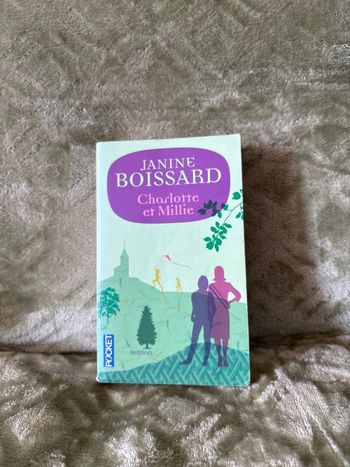 JANINE
BOISSARD
Charlotte
et Millie
roman
POCKET